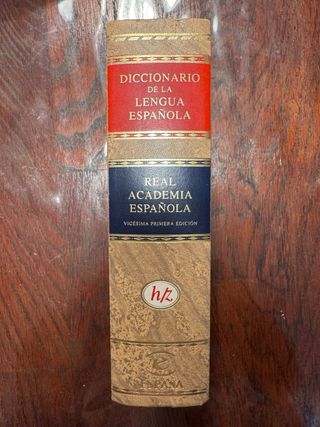 DICCIONARIO
DE LA
LENGUA
ESPAÑOLA
REAL
ACADEMIA
ESPAÑOLA
VIGÉSIMA PRIMERA EDICIÓN
h/z
ESPASA